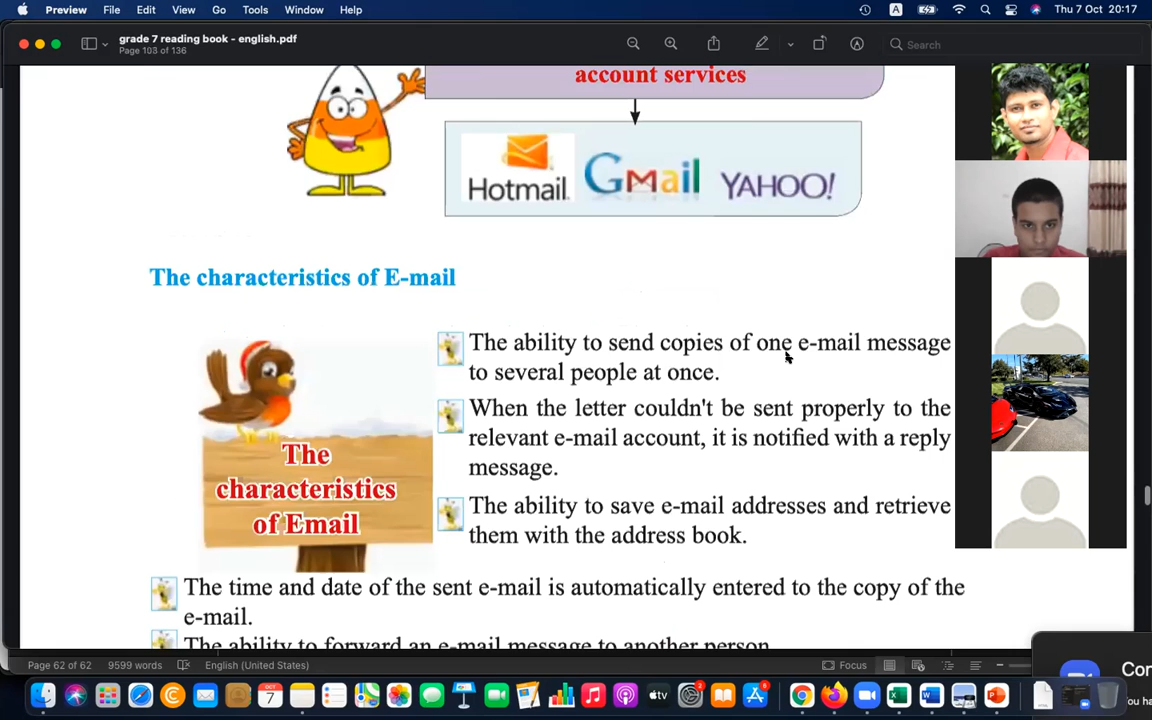 Preview File Edit View Go Tools Window Help
A
Thu 7 Oct 20:17
grade 7 reading book - english.pdf
Page 103 of 136
Search
account services
Hotmail Gmail YAHOO!
The characteristics of E-mail
The ability to send copies of one e-mail message
to several people at once.
When the letter couldn't be sent properly to the
relevant e-mail account, it is notified with a reply
message.
The ability to save e-mail addresses and retrieve
them with the address book.
The
characteristics
of Email
The time and date of the sent e-mail is automatically entered to the copy of the
e-mail.
The ability to forward an e-mail message to another person.
Page 62 of 62 9599 words English (United States) Focus
OCT
7
tv
Con